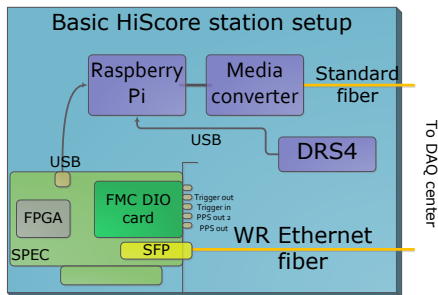 Basic HiScore station setup
Raspberry
Pi
Media
converter
Standard
fiber
USB
DRS4
USB
FPGA
FMC DIO
card
Trigger out
Trigger in
PPS out 2
PPS out
SPEC
SFP
WR Ethernet
fiber
To DAQ center